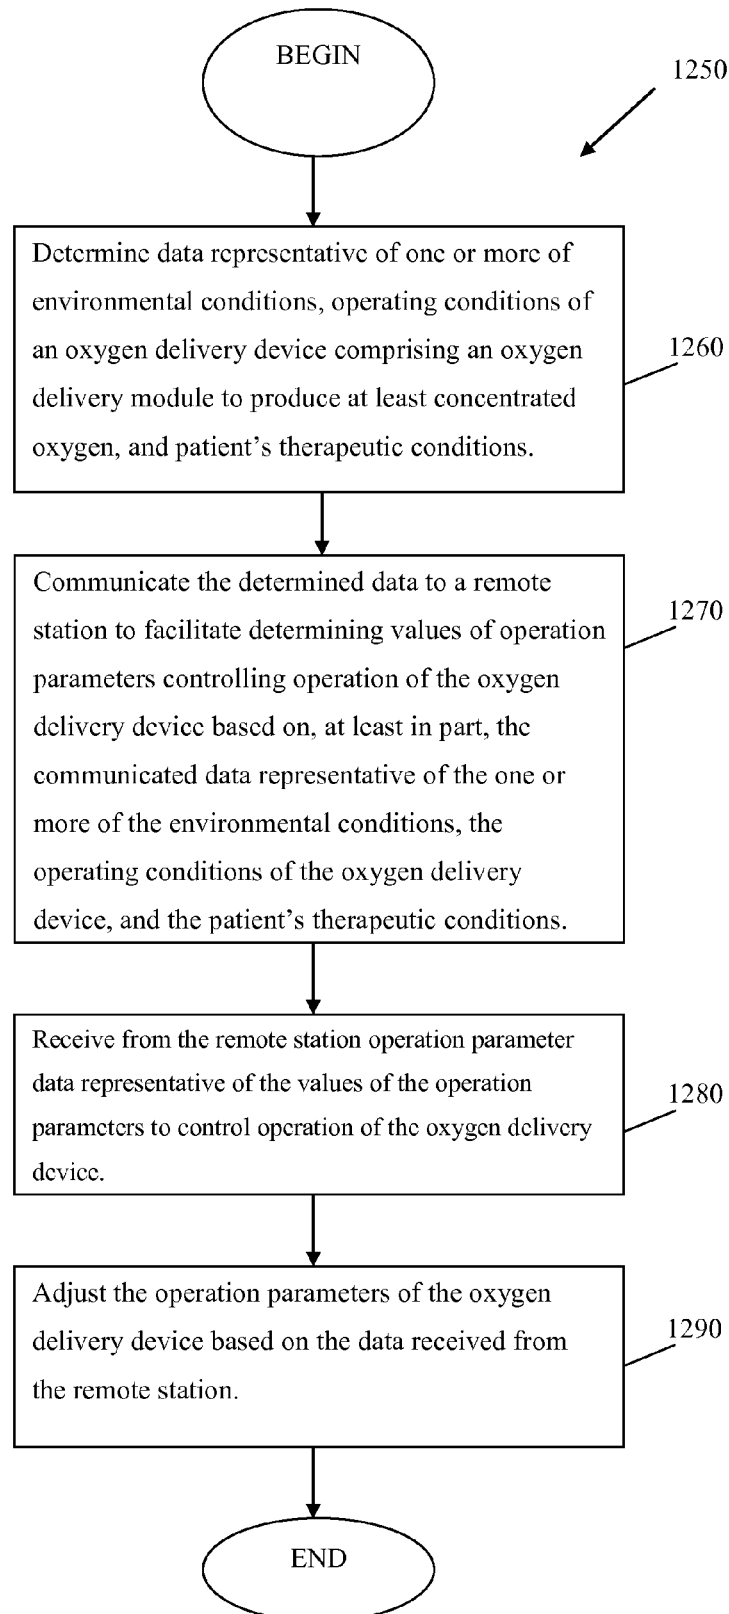 BEGIN
1250
Determine data representative of one or more of
environmental conditions, operating conditions of
an oxygen delivery device comprising an oxygen
delivery module to produce at least concentrated
oxygen, and patient's therapeutic conditions.
1260
Communicate the determined data to a remote
station to facilitate determining values of operation
parameters controlling operation of the oxygen
delivery device based on, at least in part, the
communicated data representative of the one or
more of the environmental conditions, the
operating conditions of the oxygen delivery
device, and the patient's therapeutic conditions.
1270
Receive from the remote station operation parameter
data representative of the values of the operation
parameters to control operation of the oxygen delivery
device.
1280
Adjust the operation parameters of the oxygen
delivery device based on the data received from
the remote station.
1290
END